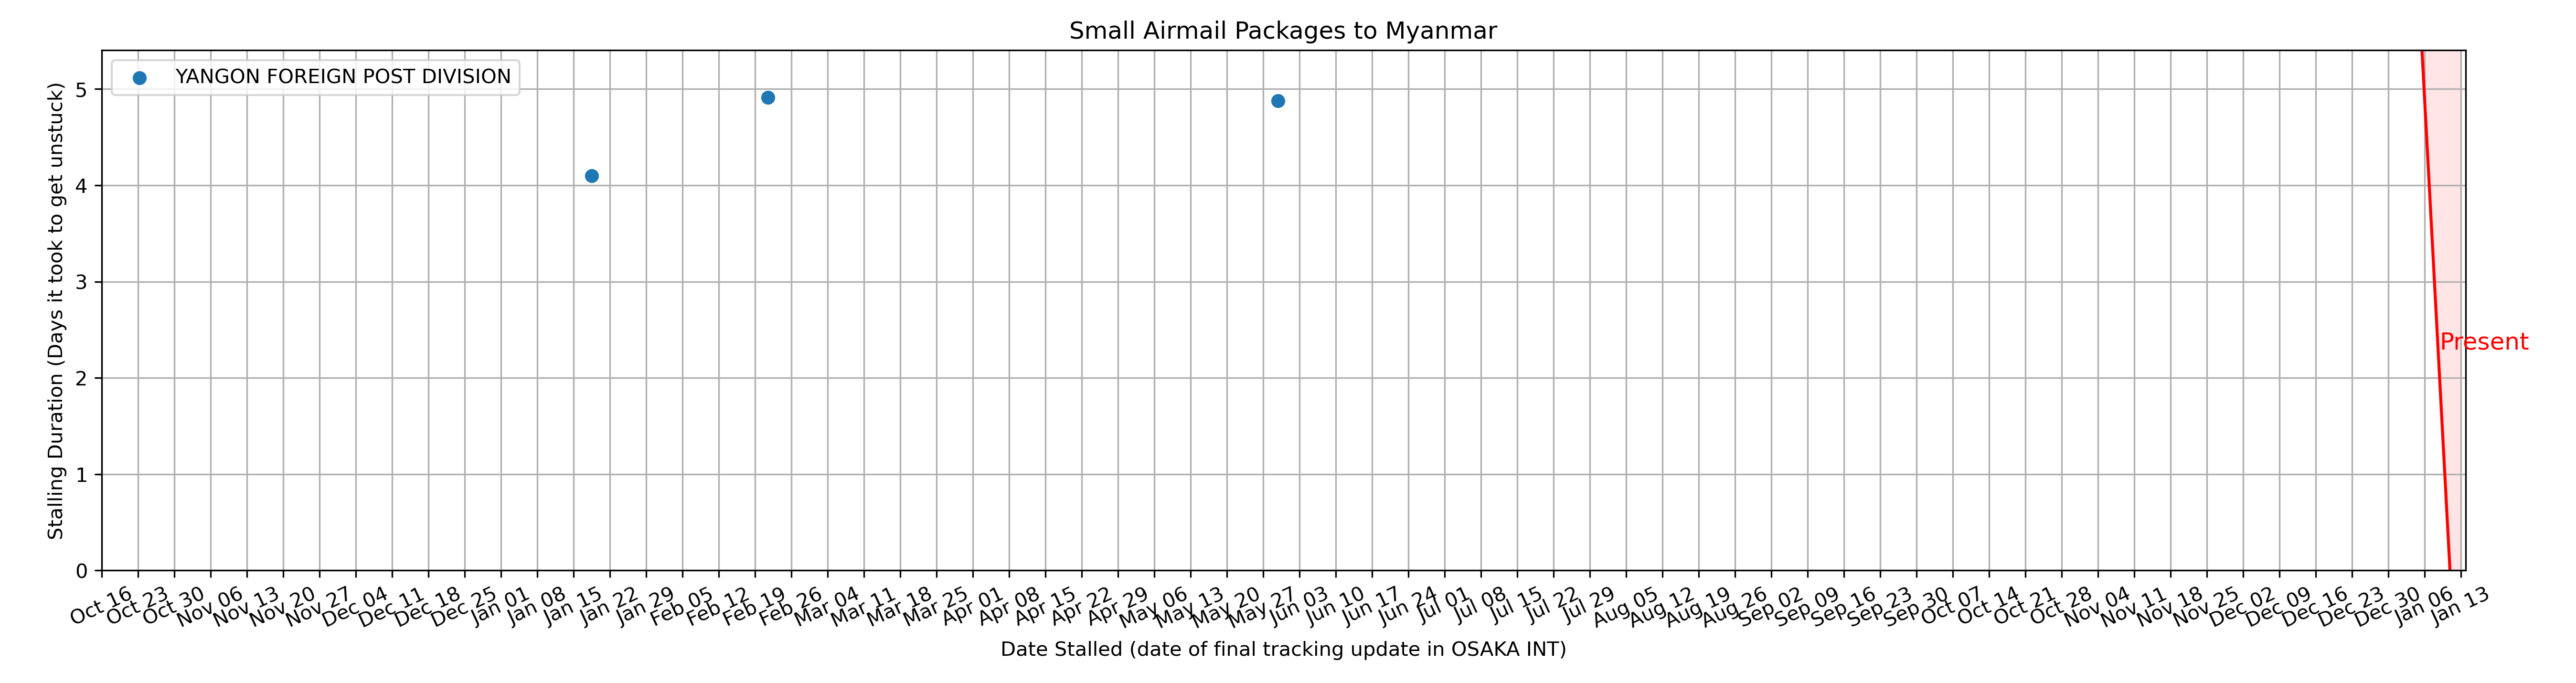 Small Airmail Packages to Myanmar
YANGON FOREIGN POST DIVISION
Stalling Duration (Days it took to get unstuck)
5
4
3
2
1
0
Present
Oct 16
Oct 23
Oct 30
Nov 06
Nov 13
Nov 20
Nov 27
Dec 04
Dec 11
Dec 18
Dec 25
Jan 01
Jan 08
Jan 15
Jan 22
Jan 29
Feb 05
Feb 12
Feb 19
Feb 26
Mar 04
Mar 11
Mar 18
Mar 25
Apr 01
Apr 08
Apr 15
Apr 22
Apr 29
May 06
May 13
May 20
May 27
Jun 03
Jun 10
Jun 17
Jun 24
Jul 01
Jul 08
Jul 15
Jul 22
Jul 29
Aug 05
Aug 12
Aug 19
Aug 26
Sep 02
Sep 09
Sep 16
Sep 23
Sep 30
Oct 07
Oct 14
Oct 21
Oct 28
Nov 04
Nov 11
Nov 18
Nov 25
Dec 02
Dec 09
Dec 16
Dec 23
Dec 30
Jan 06
Jan 13
Date Stalled (date of final tracking update in OSAKA INT)